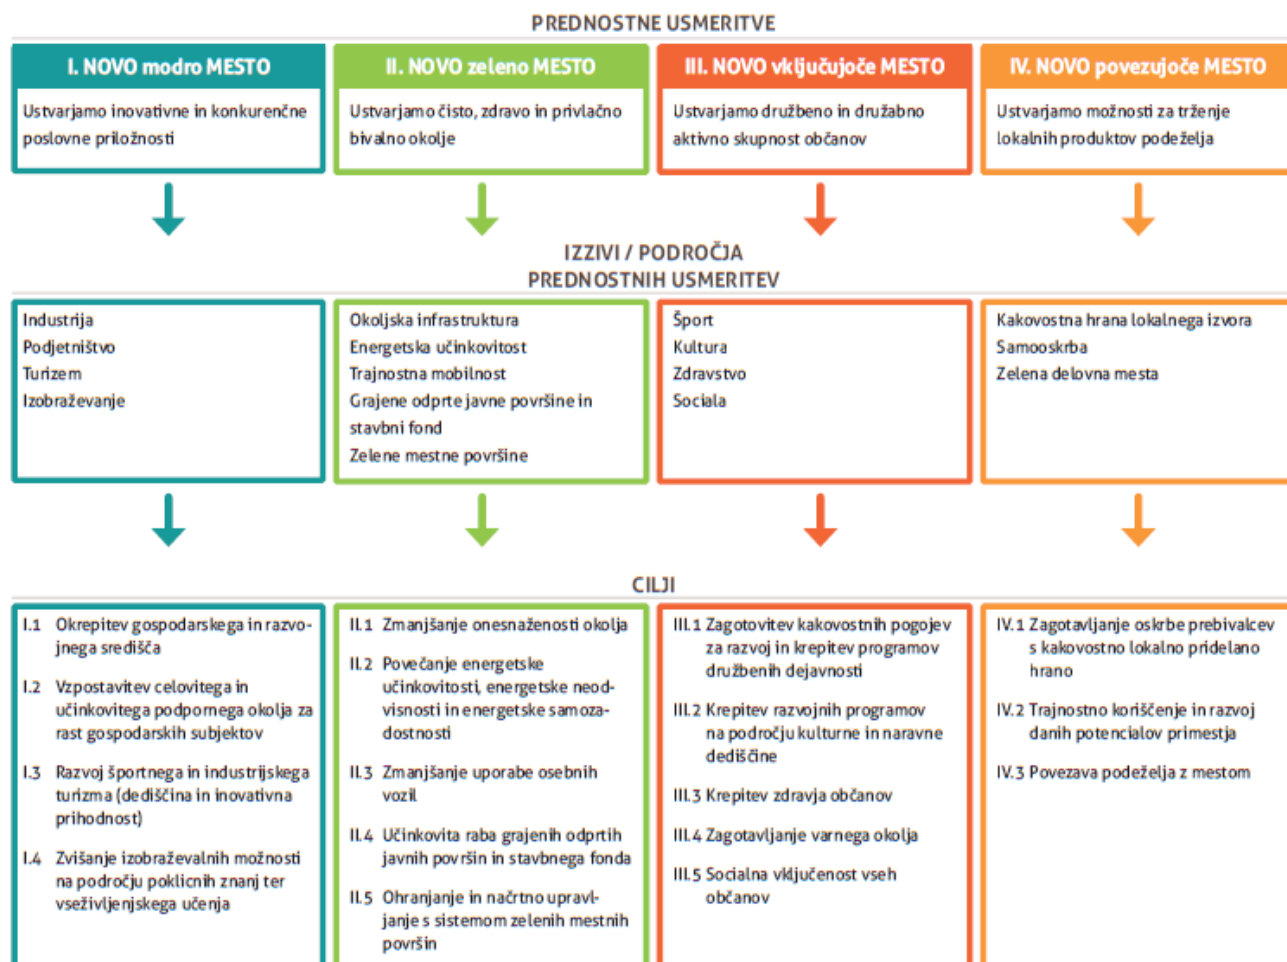 PREDNOSTNE USMERITVE
I. NOVO modro MESTO
Ustvarjamo inovativne in konkurenčne
poslovne priložnosti
II. NOVO zeleno MESTO
Ustvarjamo čisto, zdravo in privlačno
bivalno okolje
III. NOVO vključujoče MESTO
Ustvarjamo družbeno in družabno
aktivno skupnost občanov
IV. NOVO povezujoče MESTO
Ustvarjamo možnosti za trženje
lokalnih produktov podeželja
IZZIVI / PODROČJA
PREDNOSTNIH USMERITEV
Industrija
Podjetništvo
Turizem
Izobraževanje
Okoljska infrastruktura
Energetska učinkovitost
Trajnostna mobilnost
Grajene odprte javne površine in
stavbni fond
Zelene mestne površine
Šport
Kultura
Zdravstvo
Sociala
Kakovostna hrana lokalnega izvora
Samooskrba
Zelena delovna mesta
CILJI
I.1 Okrepitev gospodarskega in razvo-
jnega središča
I.2 Vzpostavitev celovitega in
učinkovitega podpornega okolja za
rast gospodarskih subjektov
I.3 Razvoj športnega in industrijskega
turizma (dediščina in inovativna
prihodnost)
I.4 Zvišanje izobraževalnih možnosti
na področju poklicnih znanj ter
vseživljenjskega učenja
II.1 Zmanjšanje onesnaženosti okolja
II.2 Povečanje energetske
učinkovitosti, energetske neod-
visnosti in energetske samoza-
dostnosti
II.3 Zmanjšanje uporabe osebnih
vozil
II.4 Učinkovita raba grajenih odprtih
javnih površin in stavbnega fonda
II.5 Ohranjanje in načrtno upravl-
janje s sistemom zelenih mestnih
površin
III.1 Zagotovitev kakovostnih pogojev
za razvoj in krepitev programov
družbenih dejavnosti
III.2 Krepitev razvojnih programov
na področju kulturne in naravne
dediščine
III.3 Krepitev zdravja občanov
III.4 Zagotavljanje varnega okolja
III.5 Socialna vključenost vseh
občanov
IV.1 Zagotavljanje oskrbe prebivalcev
s kakovostno lokalno pridelano
hrano
IV.2 Trajnostno koriščenje in razvoj
danih potencialov primestja
IV.3 Povezava podeželja z mestom